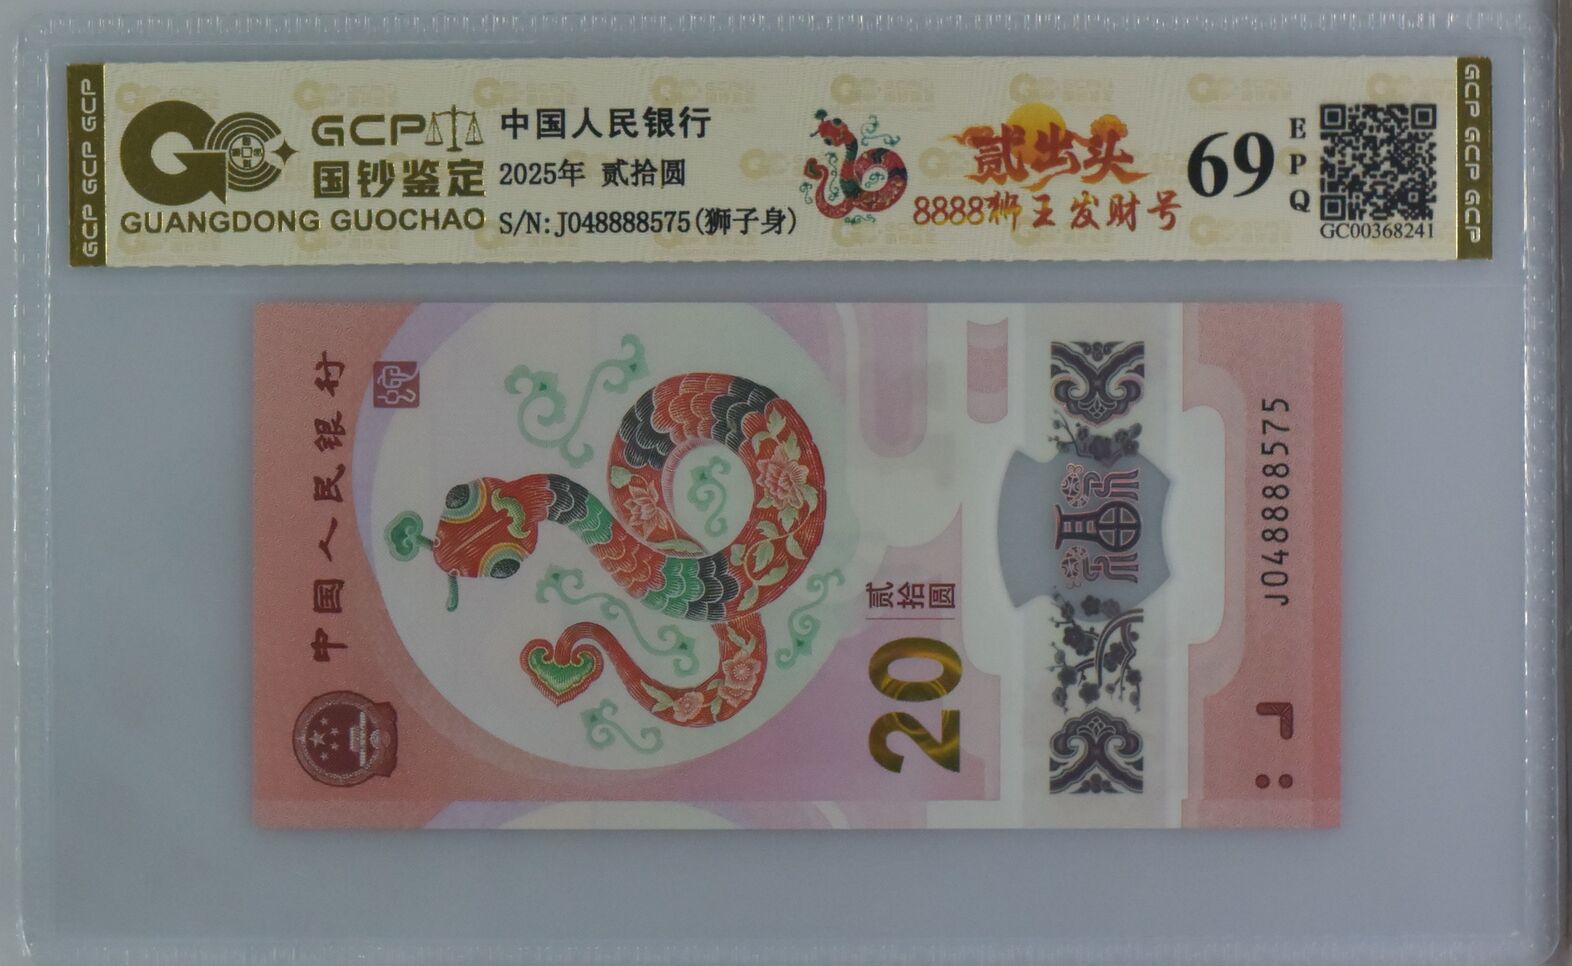 GCP GCP GCP
GCP
国钞鉴定
GUANGDONG GUOCHAO
中国人民银行
2025年 贰拾圆
S/N:J048888575(狮子身)
贰出头
8888狮王发财号
69
EPQ
GC00368241
GCP GCP GCP
中国人民银行
贰拾圆
20
福
J048888575